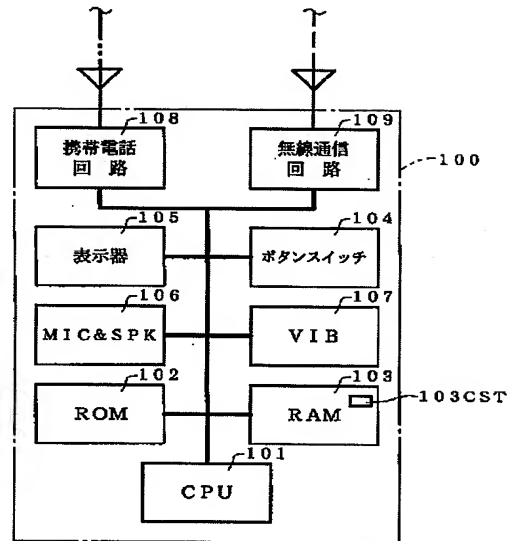 108
109
携帯電話
回 路
無線通信
回 路
100
105
104
表示器
ボタンスイッチ
106
107
MIC&SPK
VIB
102
103
ROM
RAM
103CST
101
CPU